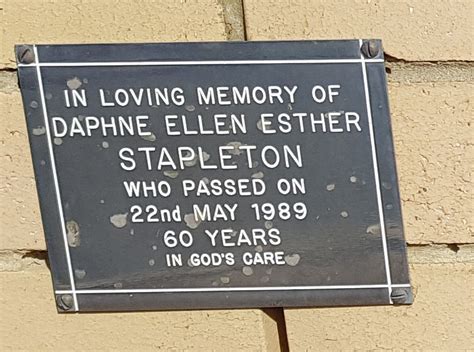 IN LOVING MEMORY OF
DAPHNE ELLEN ESTHER
STAPLETON
WHO PASSED ON
22nd MAY 1989
60 YEARS
IN GOD'S CARE